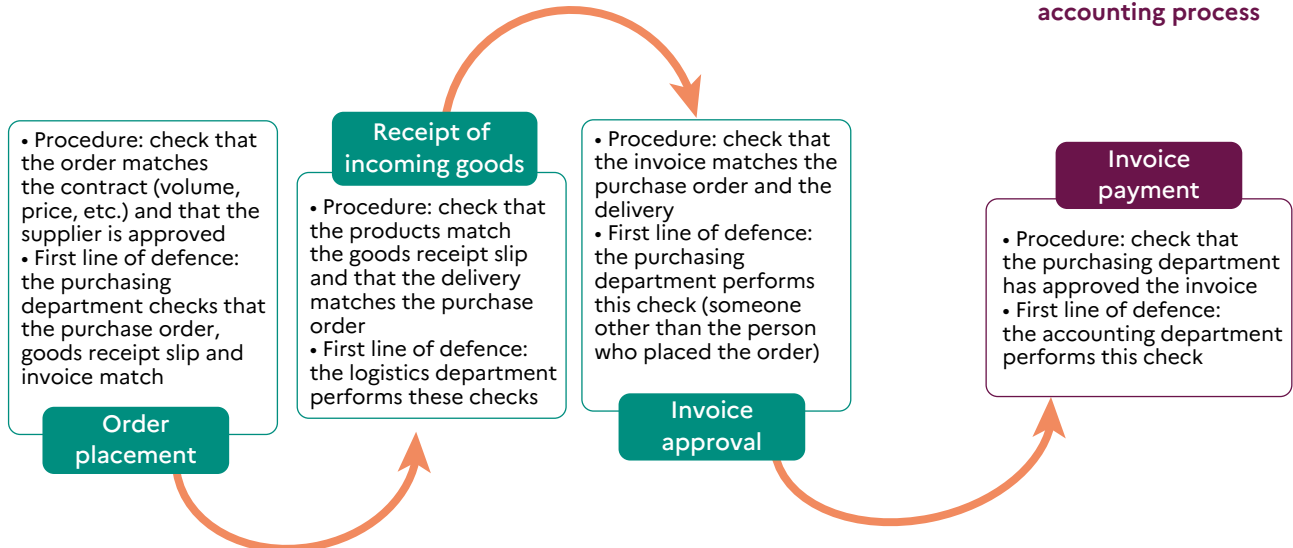 accounting process
• Procedure: check that
the order matches
the contract (volume,
price, etc.) and that the
supplier is approved
• First line of defence:
the purchasing
department checks that
the purchase order,
goods receipt slip and
invoice match
Order
placement
Receipt of
incoming goods
• Procedure: check that
the products match
the goods receipt slip
and that the delivery
matches the purchase
order
• First line of defence:
the logistics department
performs these checks
• Procedure: check that
the invoice matches the
purchase order and the
delivery
• First line of defence:
the purchasing
department performs
this check (someone
other than the person
who placed the order)
Invoice
approval
Invoice
payment
• Procedure: check that
the purchasing department
has approved the invoice
• First line of defence:
the accounting department
performs this check